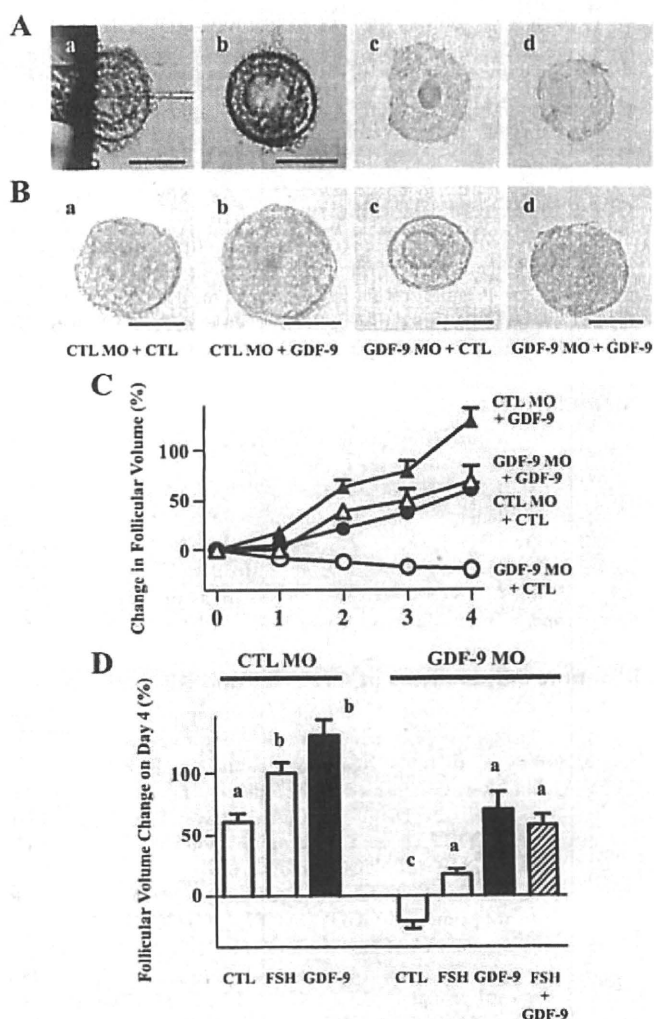 A
a b c d
B
a b c d
CTL MO + CTL CTL MO + GDF-9 GDF-9 MO + CTL GDF-9 MO + GDF-9
C
Change in Follicular Volume (%)
100
50
0
0 1 2 3 4
CTL MO
+ GDF-9
GDF-9 MO
+ GDF-9
CTL MO
+ CTL
GDF-9 MO
+ CTL
D
CTL MO GDF-9 MO
Follicular Volume Change on Day 4 (%)
100
50
0
a b b c a a a
CTL FSH GDF-9 CTL FSH GDF-9 FSH
+
GDF-9